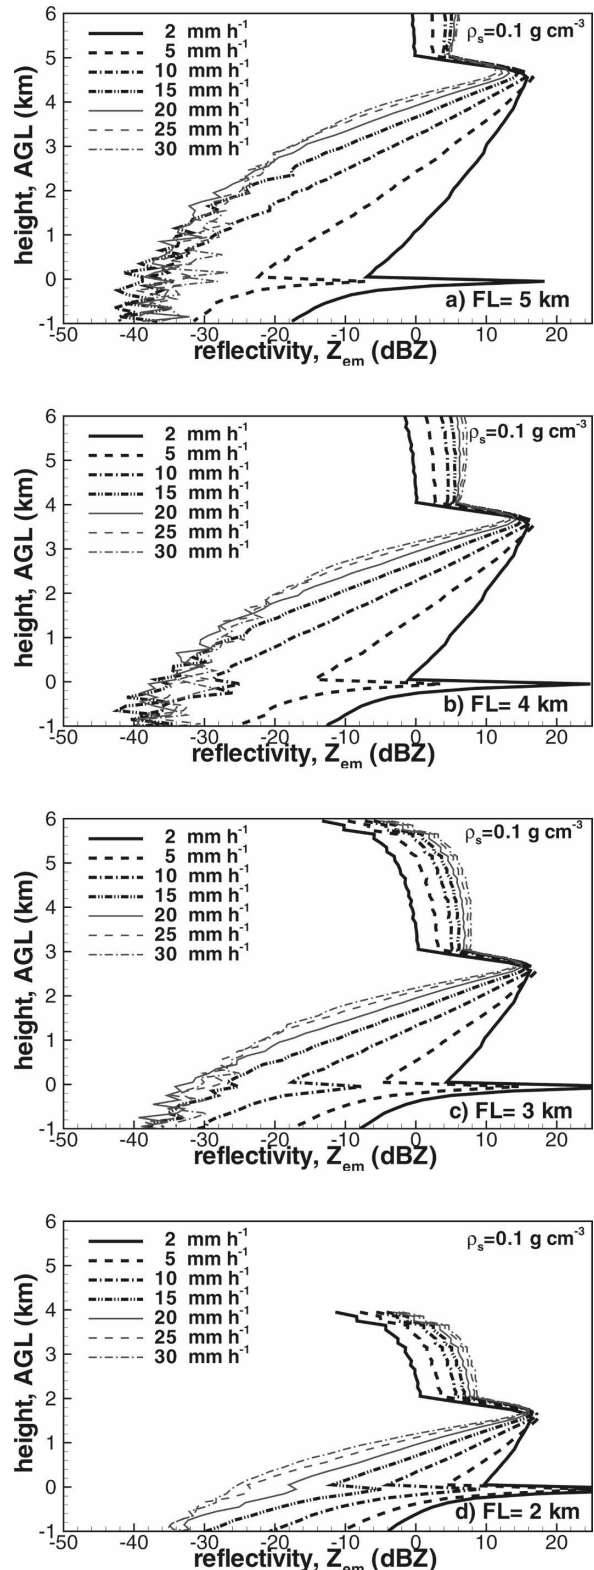 6
5
4
3
2
1
0
-1
2 mm h⁻¹
5 mm h⁻¹
10 mm h⁻¹
15 mm h⁻¹
20 mm h⁻¹
25 mm h⁻¹
30 mm h⁻¹
ρₛ=0.1 g cm⁻³
height, AGL (km)
a) FL= 5 km
-50 -40 -30 -20 -10 0 10 20
reflectivity, Zₑₘ (dBZ)
6
5
4
3
2
1
0
-1
2 mm h⁻¹
5 mm h⁻¹
10 mm h⁻¹
15 mm h⁻¹
20 mm h⁻¹
25 mm h⁻¹
30 mm h⁻¹
ρₛ=0.1 g cm⁻³
height, AGL (km)
b) FL= 4 km
-50 -40 -30 -20 -10 0 10 20
reflectivity, Zₑₘ (dBZ)
6
5
4
3
2
1
0
-1
2 mm h⁻¹
5 mm h⁻¹
10 mm h⁻¹
15 mm h⁻¹
20 mm h⁻¹
25 mm h⁻¹
30 mm h⁻¹
ρₛ=0.1 g cm⁻³
height, AGL (km)
c) FL= 3 km
-50 -40 -30 -20 -10 0 10 20
reflectivity, Zₑₘ (dBZ)
6
5
4
3
2
1
0
-1
2 mm h⁻¹
5 mm h⁻¹
10 mm h⁻¹
15 mm h⁻¹
20 mm h⁻¹
25 mm h⁻¹
30 mm h⁻¹
ρₛ=0.1 g cm⁻³
height, AGL (km)
d) FL= 2 km
-50 -40 -30 -20 -10 0 10 20
reflectivity, Zₑₘ (dBZ)